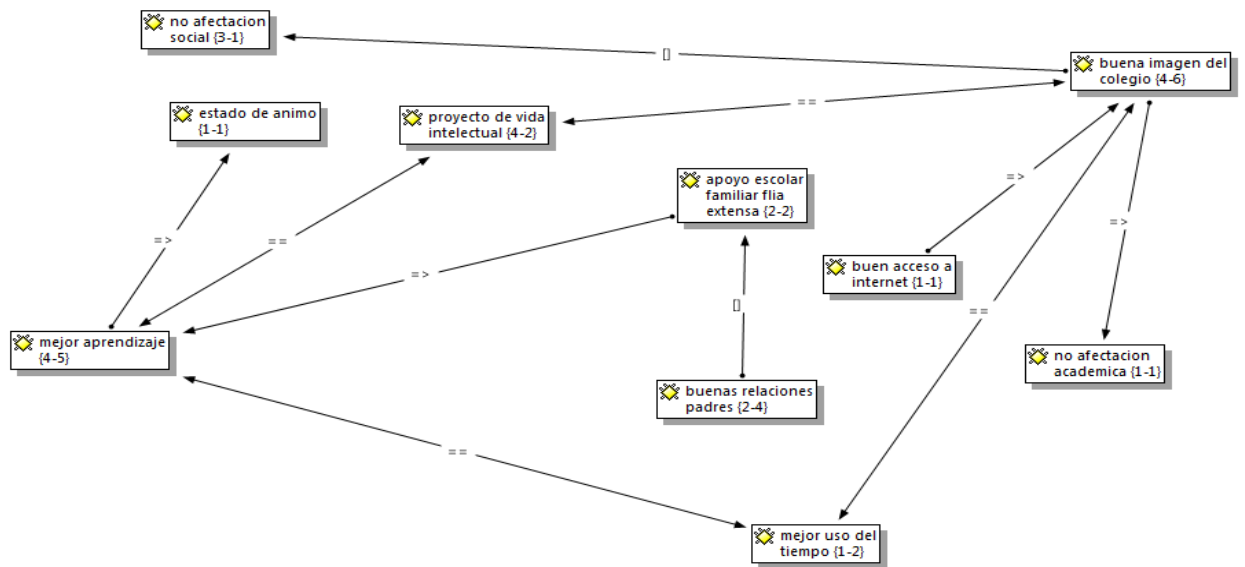 no afectacion
social {3-1}
[]
buena imagen del
colegio {4-6}
estado de animo
{1-1}
proyecto de vida
intelectual {4-2}
==
apoyo escolar
familiar flia
extensa {2-2}
=>
=>
==
=>
=>
buen acceso a
internet {1-1}
[]
==
mejor aprendizaje
{4-5}
no afectacion
academica {1-1}
buenas relaciones
padres {2-4}
==
mejor uso del
tiempo {1-2}